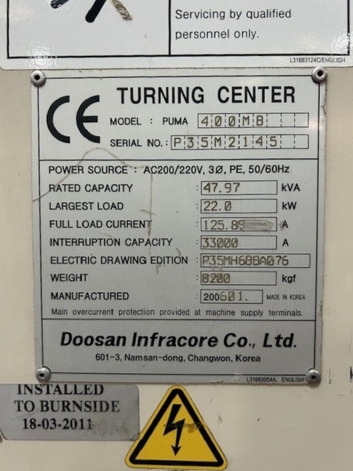 Servicing by qualified
personnel only.
L31683124C/ENGLISH
CE TURNING CENTER
MODEL : PUMA 400MB
SERIAL NO. : P35M2145
POWER SOURCE : AC200/220V, 3Ø, PE, 50/60Hz
RATED CAPACITY : 47.97 kVA
LARGEST LOAD : 22.0 kW
FULL LOAD CURRENT : A
INTERRUPTION CAPACITY : 33000 A
ELECTRIC DRAWING EDITION : P35MH68BA076
WEIGHT : 8200 kgf
MANUFACTURED : 200601. MADE IN KOREA
Main overcurrent protection provided at machine supply terminals.
Doosan Infracore Co., Ltd.
601-3, Namsan-dong, Changwon, Korea
ENGLISH
INSTALLED
TO BURNSIDE
18-03-2011